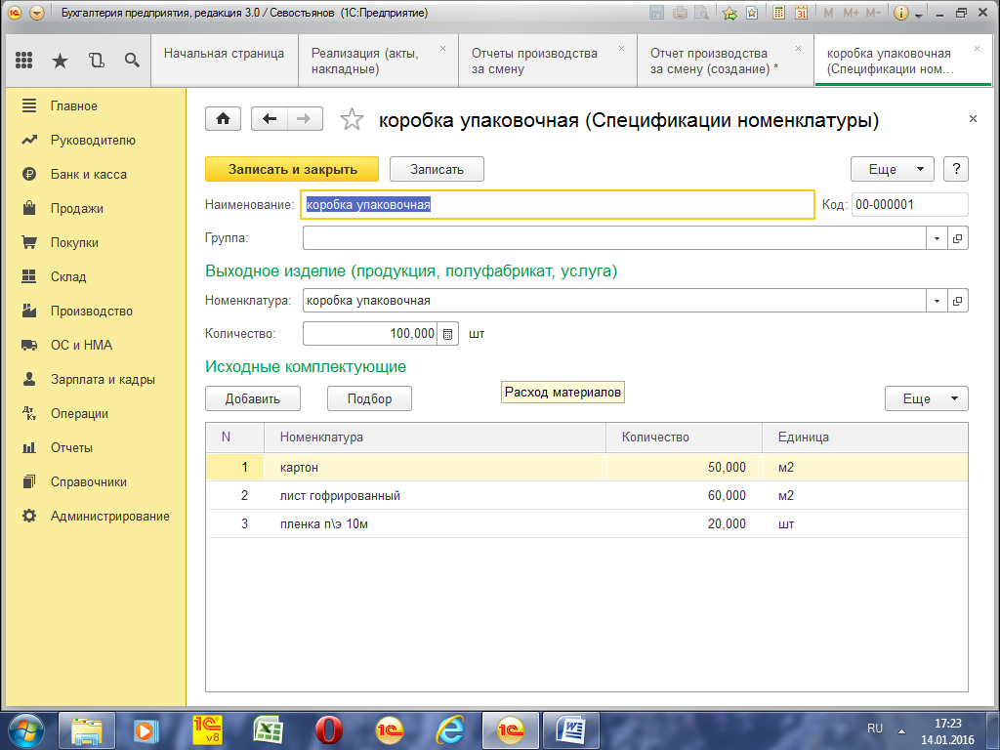 Бухгалтерия предприятия, редакция 3.0 / Севостьянов (1С:Предприятие)
M M+ M-
31
Начальная страница
Реализация (акты, накладные)
Отчеты производства за смену
Отчет производства за смену (создание) *
коробка упаковочная (Спецификации ном...
Главное
Руководителю
Банк и касса
Продажи
Покупки
Склад
Производство
ОС и НМА
Зарплата и кадры
Операции
Отчеты
Справочники
Администрирование
коробка упаковочная (Спецификации номенклатуры)
Записать и закрыть
Записать
Еще
?
Наименование: коробка упаковочная
Код: 00-000001
Группа:
Выходное изделие (продукция, полуфабрикат, услуга)
Номенклатура: коробка упаковочная
Количество: 100,000 шт
Исходные комплектующие
Добавить
Подбор
Расход материалов
Еще
N Номенклатура Количество Единица
1 картон 50,000 м2
2 лист гофрированный 60,000 м2
3 пленка п\э 10м 20,000 шт
RU
17:23
14.01.2016